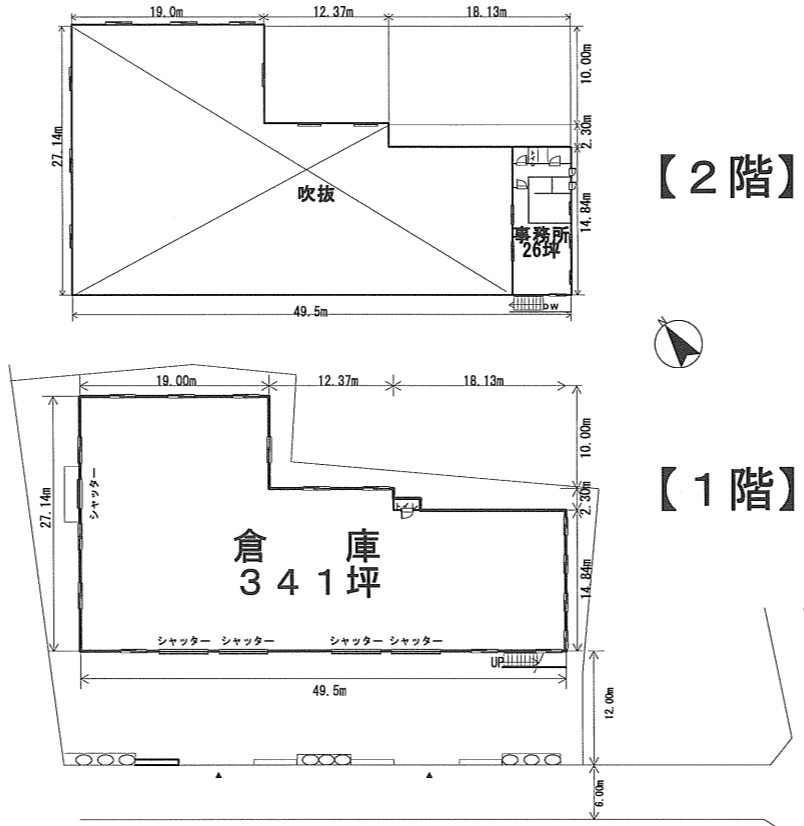 19.0m
12.37m
18.13m
27.14m
10.00m
2.30m
14.84m
吹抜
事務所
26坪
DW
49.5m
【２階】
N
19.00m
12.37m
18.13m
27.14m
シャッター
10.00m
2.30m
14.84m
倉　庫
３４１坪
【１階】
シャッター シャッター シャッター シャッター
UP
49.5m
12.00m
6.00m